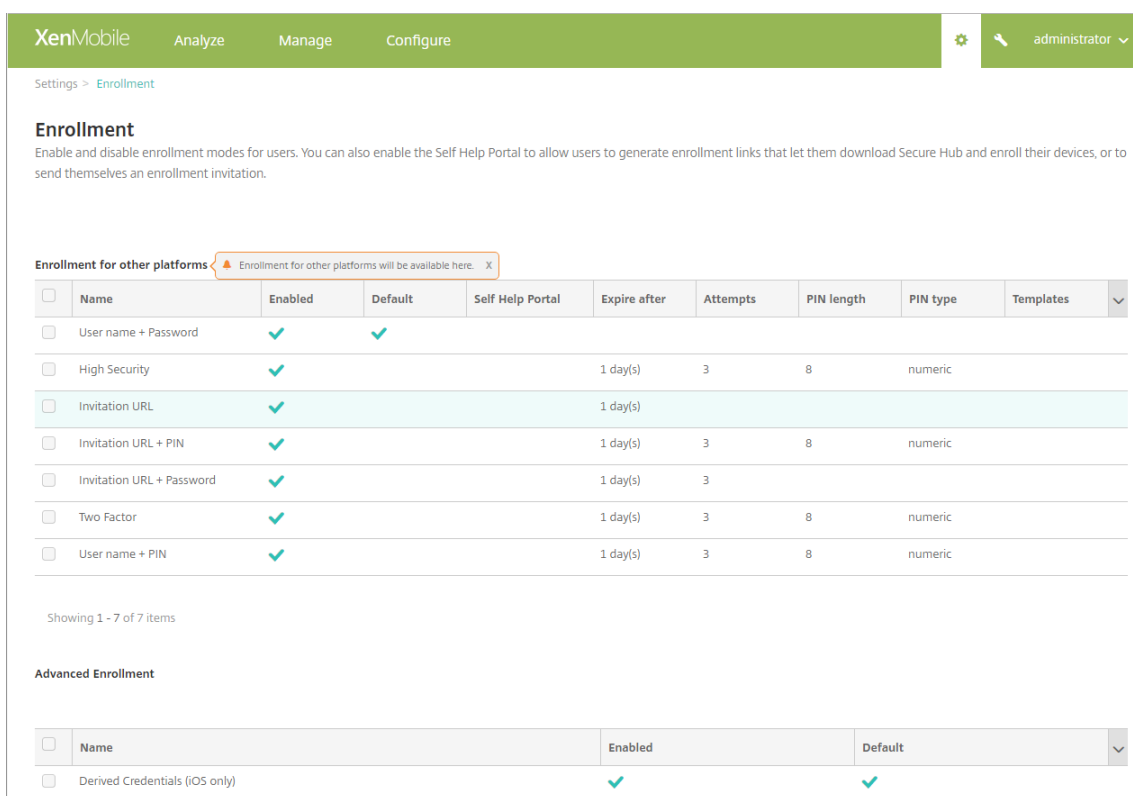 XenMobile Analyze Manage Configure administrator
Settings > Enrollment
Enrollment
Enable and disable enrollment modes for users. You can also enable the Self Help Portal to allow users to generate enrollment links that let them download Secure Hub and enroll their devices, or to
send themselves an enrollment invitation.
Enrollment for other platforms Enrollment for other platforms will be available here. X
Name Enabled Default Self Help Portal Expire after Attempts PIN length PIN type Templates
User name + Password
High Security 1 day(s) 3 8 numeric
Invitation URL 1 day(s)
Invitation URL + PIN 1 day(s) 3 8 numeric
Invitation URL + Password 1 day(s) 3
Two Factor 1 day(s) 3 8 numeric
User name + PIN 1 day(s) 3 8 numeric
Showing 1 - 7 of 7 items
Advanced Enrollment
Name Enabled Default
Derived Credentials (iOS only)